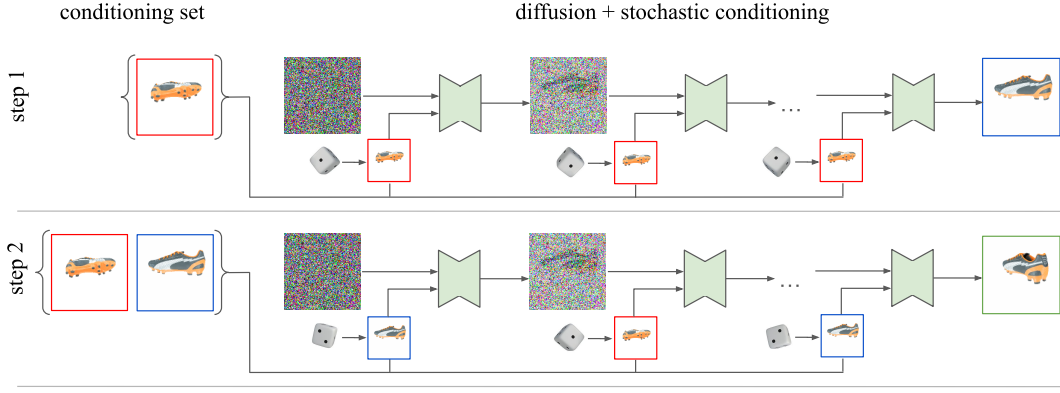 conditioning set
diffusion + stochastic conditioning
step 1
...
step 2
...